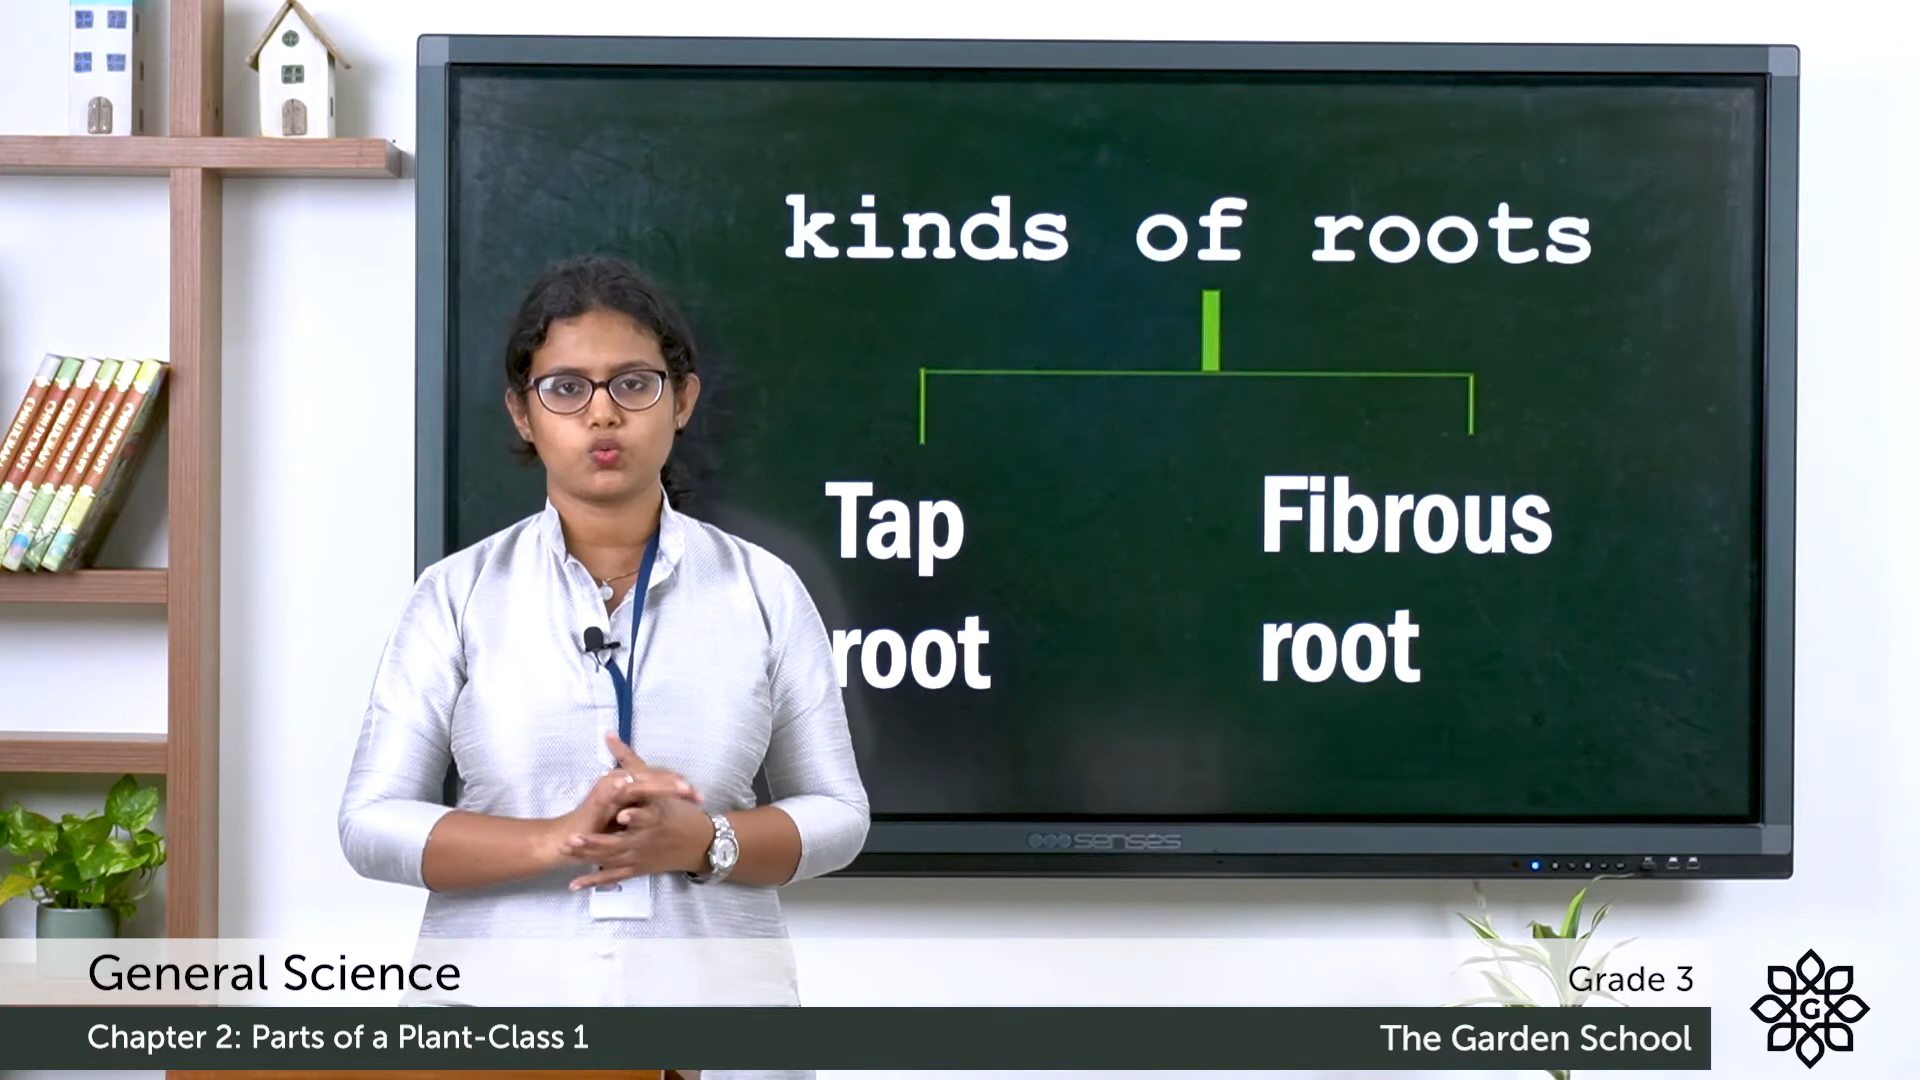 kinds of roots
Tap
root
Fibrous
root
senses
General Science
Grade 3
Chapter 2: Parts of a Plant-Class 1
The Garden School
G